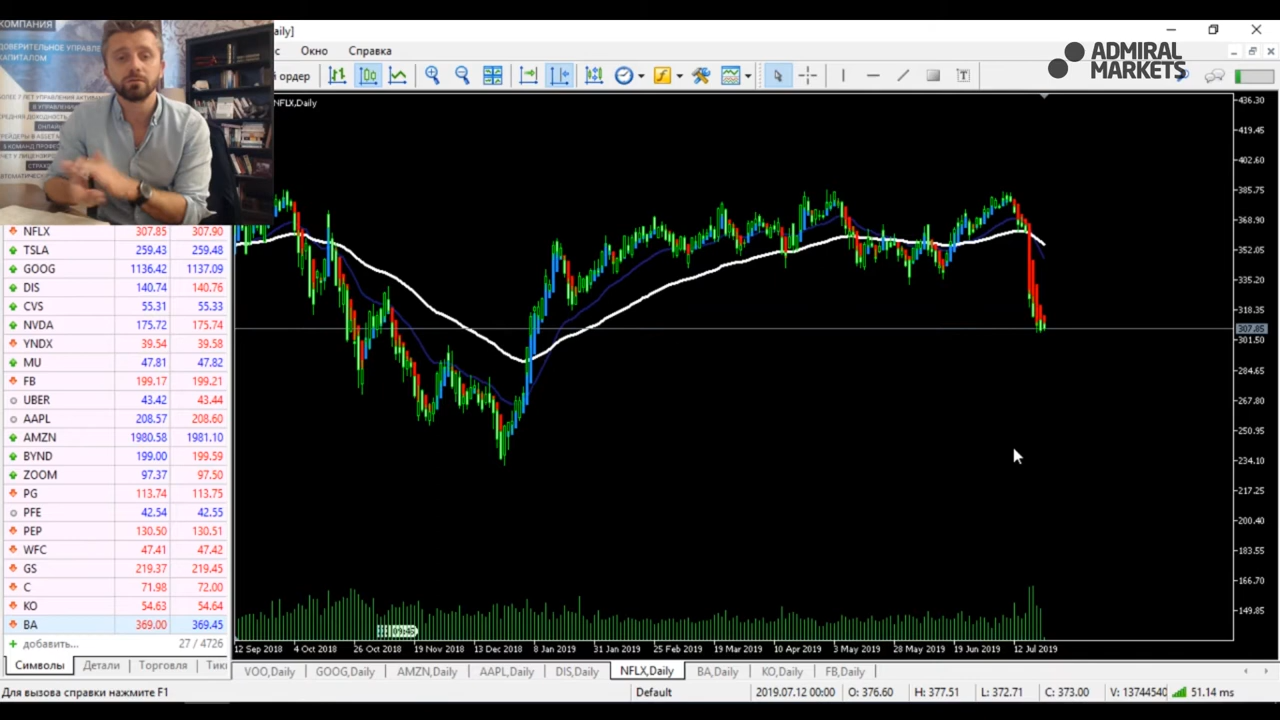 КОМПАНИЯ
ДОВЕРИТЕЛЬНОЕ УПРАВЛЕ
КАПИТАЛОМ
aily]
Окно Справка
й ордер
ADMIRAL
MARKETS
NFLX,Daily
436.30
419.45
402.60
385.75
368.90
352.05
335.20
318.35
307.85
301.50
284.65
267.80
250.95
234.10
217.25
200.40
183.55
166.70
149.85
NFLX 307.85 307.90
TSLA 259.43 259.48
GOOG 1136.42 1137.09
DIS 140.74 140.76
CVS 55.31 55.33
NVDA 175.72 175.74
YNDX 39.54 39.58
MU 47.81 47.82
FB 199.17 199.21
UBER 43.42 43.44
AAPL 208.57 208.60
AMZN 1980.58 1981.10
BYND 199.00 199.59
ZOOM 97.37 97.50
PG 113.74 113.75
PFE 42.54 42.55
PEP 130.50 130.51
WFC 47.41 47.42
GS 219.37 219.45
C 71.98 72.00
KO 54.63 54.64
BA 369.00 369.45
+ добавить... 27 / 4726
Символы Детали Торговля Тик
09:45
12 Sep 2018 4 Oct 2018 26 Oct 2018 19 Nov 2018 13 Dec 2018 8 Jan 2019 31 Jan 2019 25 Feb 2019 19 Mar 2019 10 Apr 2019 3 May 2019 28 May 2019 19 Jun 2019 12 Jul 2019
VOO,Daily GOOG,Daily AMZN,Daily AAPL,Daily DIS,Daily NFLX,Daily BA,Daily KO,Daily FB,Daily
Для вызова справки нажмите F1 Default 2019.07.12 00:00 O: 376.60 H: 377.51 L: 372.71 C: 373.00 V: 13744540 51.14 ms